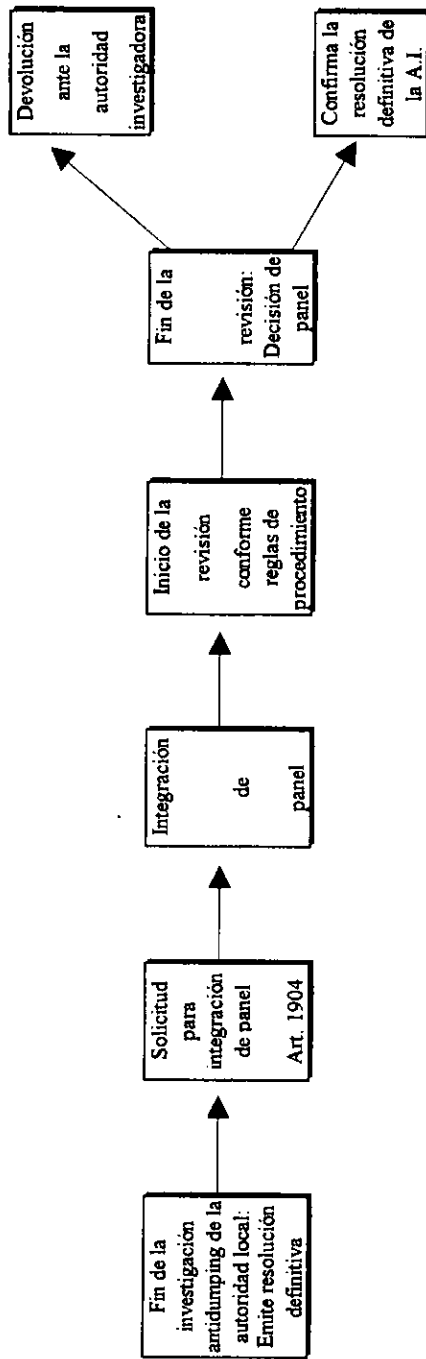 Fin de la
investigación
antidumping de la
autoridad local:
Emite resolución
definitiva
Solicitud
para
integración
de panel
Art. 1904
Integración
de
panel
Inicio de la
revisión
conforme
reglas de
procedimiento
Fin de la
revisión:
Decisión de
panel
Devolución
ante la
autoridad
investigadora
Confirma la
resolución
definitiva de
la A.I.